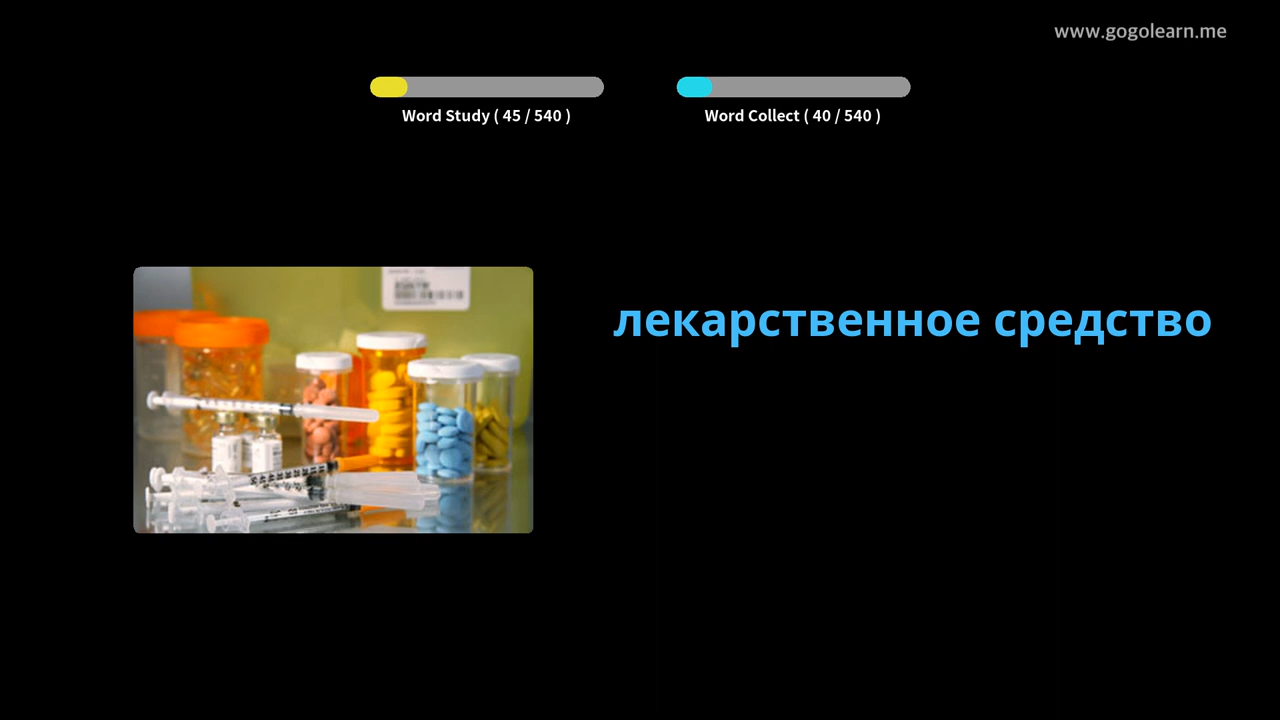 www.gogolearn.me
Word Study ( 45 / 540 )
Word Collect ( 40 / 540 )
лекарственное средство